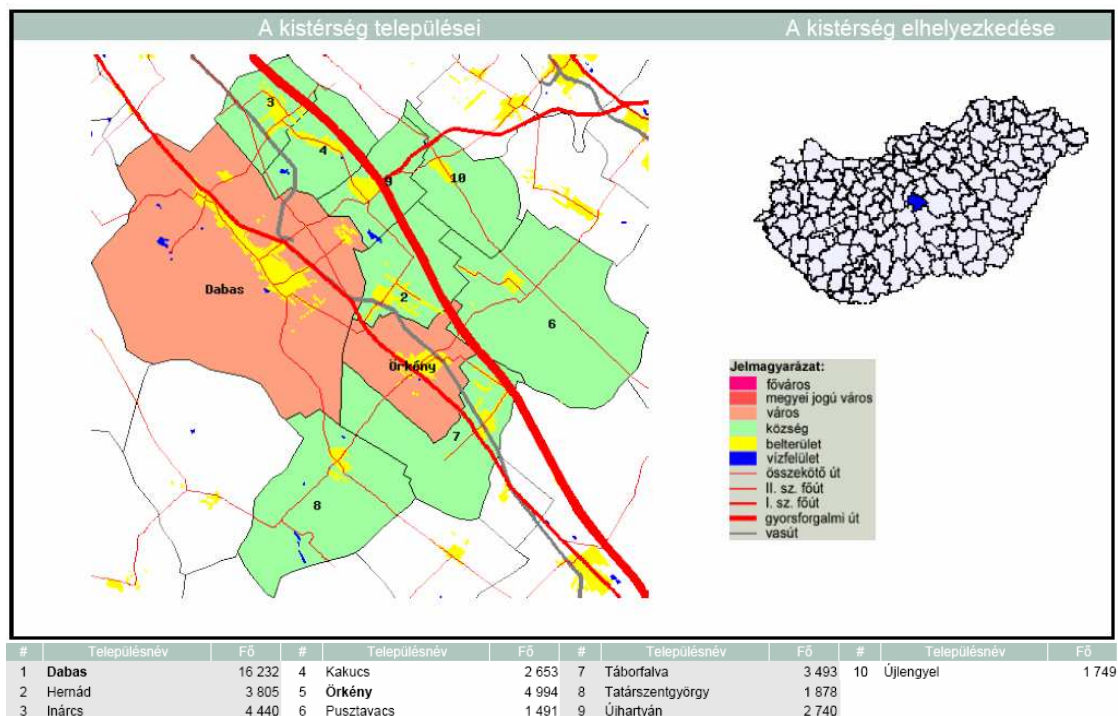 A kistérség települései
A kistérség elhelyezkedése
3
4
9
10
Dabas
2
6
Örkény
7
8
Jelmagyarázat:
főváros
megyei jogú város
város
község
belterület
vízfelület
összekötő út
II. sz. főút
I. sz. főút
gyorsforgalmi út
vasút
# Településnév Fő # Településnév Fő # Településnév Fő # Településnév Fő
1 Dabas 16 232 4 Kakucs 2 653 7 Táborfalva 3 493 10 Újlengyel 1 749
2 Hernád 3 805 5 Örkény 4 994 8 Tatárszentgyörgy 1 878
3 Inárcs 4 440 6 Pusztavacs 1 491 9 Újhartyán 2 740